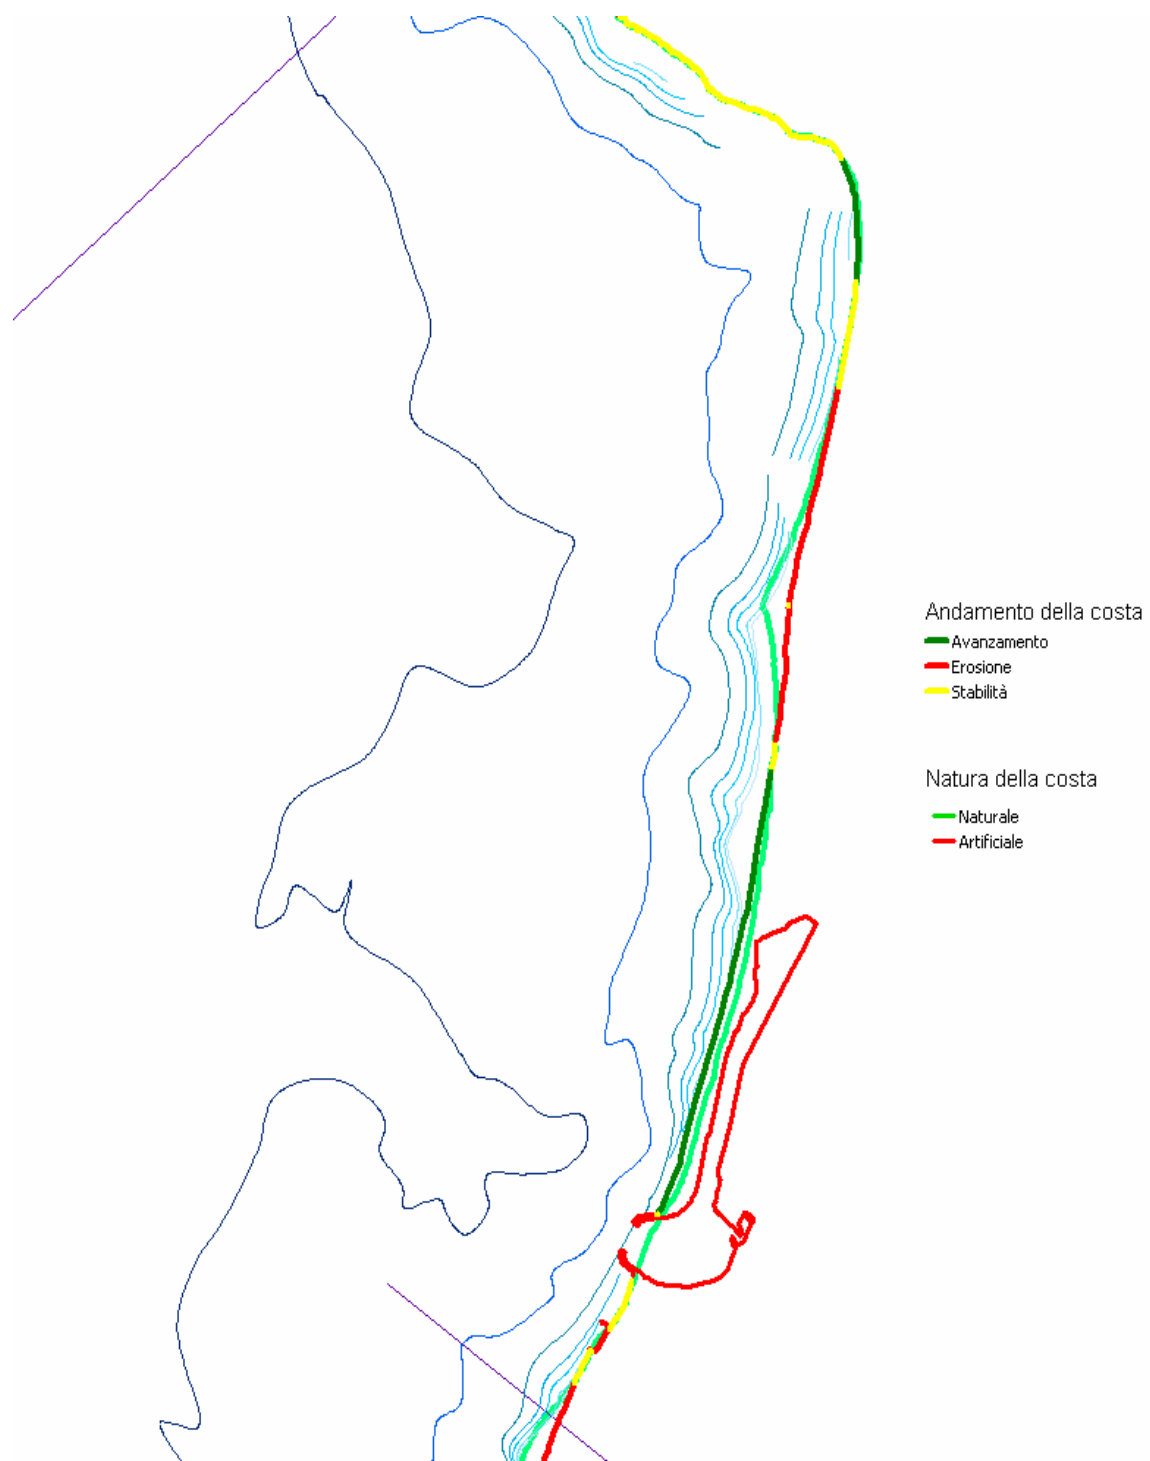 Andamento della costa
Avanzamento
Erosione
Stabilità
Natura della costa
Naturale
Artificiale